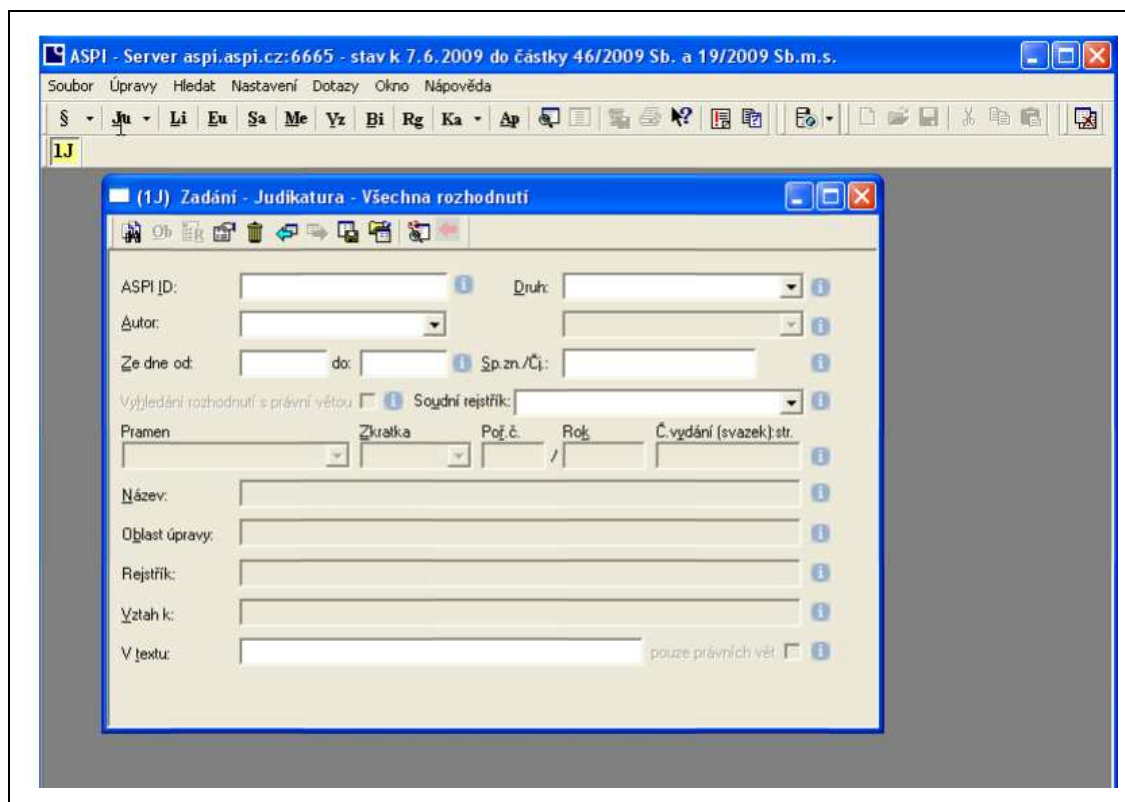 ASPI - Server aspi.aspi.cz:6665 - stav k 7.6.2009 do částky 46/2009 Sb. a 19/2009 Sb.m.s.
Soubor Úpravy Hledat Nastavení Dotazy Okno Nápověda
§ Ju Li Eu Sa Me Vz Bi Rg Ka Ap
1J
(1J) Zadání - Judikatura - Všechna rozhodnutí
Ob R
ASPI ID: Druh:
Autor:
Ze dne od: do: Sp.zn./Čj.:
Vyhledání rozhodnutí s právní větou Soudní rejstřík:
Pramen Zkratka Poř.č. Rok Č.vydání (svazek):str.
/
Název:
Oblast úpravy:
Rejstřík:
Vztah k:
V textu: pouze právních vět